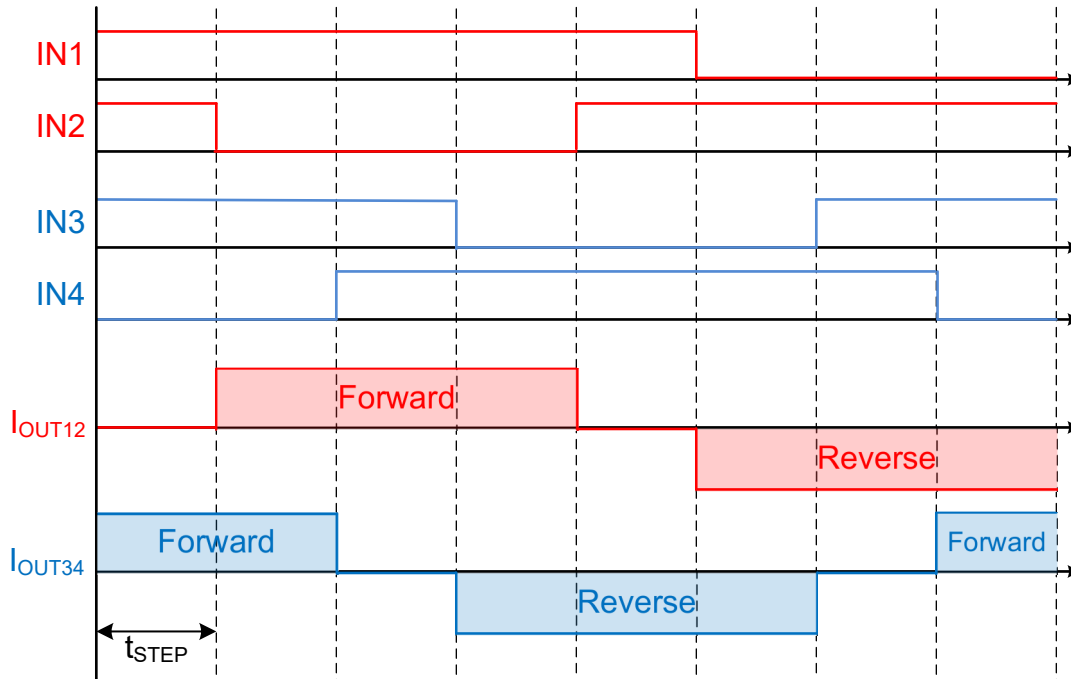 IN1
IN2
IN3
IN4
Forward
IOUT12
Reverse
Forward
Forward
IOUT34
Reverse
tSTEP